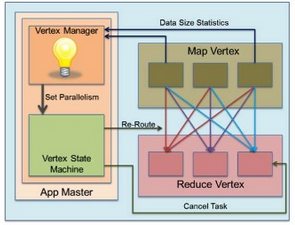 Data Size Statistics
Vertex Manager
Map Vertex
Set Parallelism
Re-Route
Vertex State
Machine
App Master
Reduce Vertex
Cancel Task